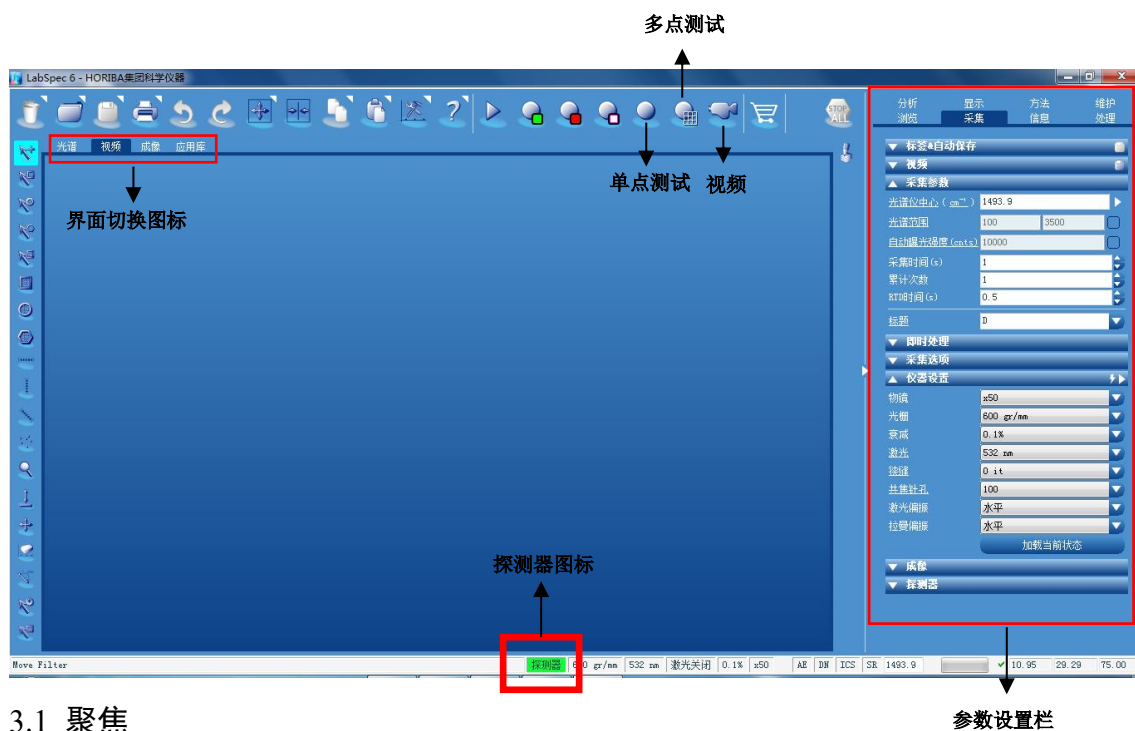 多点测试
LabSpec 6 - HORIBA集团科学仪器
STOP ALL
分析 显示 方法 维护
浏览 采集 信息 处理
光谱 视频 成像 应用库
单点测试 视频
界面切换图标
标签&自动保存
视频
采集参数
光谱仪中心 ( cm⁻¹ ) 1493.9
光谱范围 100 3500
自动曝光强度 (cnts) 10000
采集时间(s) 1
累计次数 1
RTD时间(s) 0.5
标题 D
即时处理
采集选项
仪器设置
物镜 x50
光栅 600 gr/mm
衰减 0.1%
激光 532 nm
狭缝 0 it
共焦针孔 100
激光偏振 水平
拉曼偏振 水平
加载当前状态
成像
探测器
探测器图标
Move Filter 探测器 600 gr/mm 532 nm 激光关闭 0.1% x50 AE DN ICS SR 1493.9 10.95 29.29 75.00
参数设置栏
3.1 聚焦